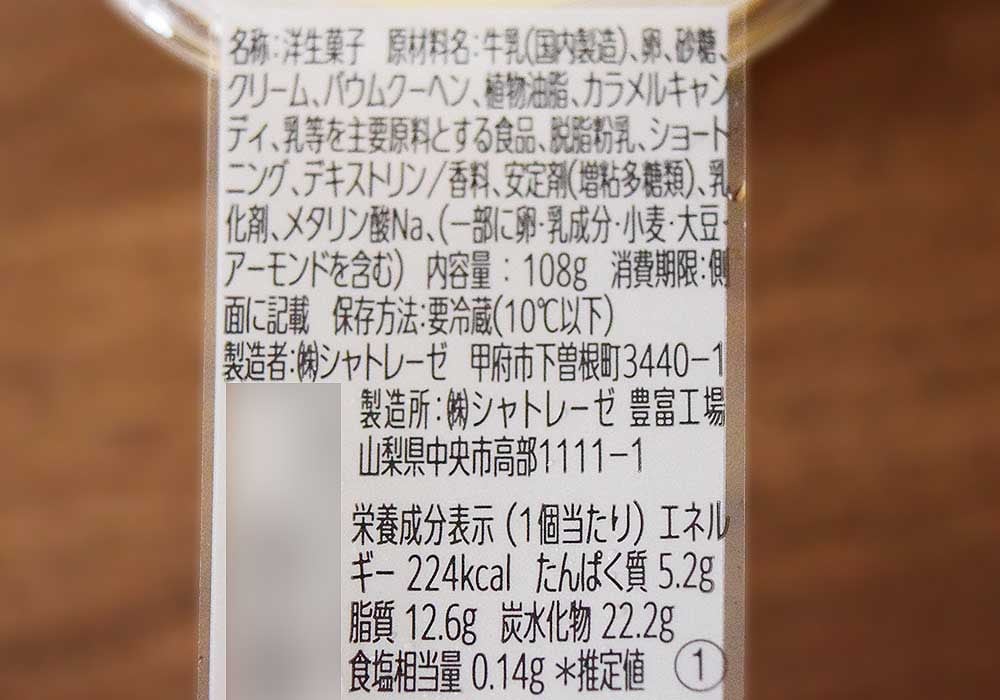 名称:洋生菓子 原材料名:牛乳(国内製造)、卵、砂糖、
クリーム、バウムクーヘン、植物油脂、カラメルキャン
ディ、乳等を主要原料とする食品、脱脂粉乳、ショート
ニング、デキストリン/香料、安定剤(増粘多糖類)、乳
化剤、メタリン酸Na、(一部に卵・乳成分・小麦・大豆・
アーモンドを含む) 内容量:108g 消費期限:側
面に記載 保存方法:要冷蔵(10℃以下)
製造者:㈱シャトレーゼ 甲府市下曽根町3440-1
製造所:㈱シャトレーゼ 豊富工場
山梨県中央市高部1111-1
栄養成分表示(1個当たり) エネル
ギー 224kcal たんぱく質 5.2g
脂質 12.6g 炭水化物 22.2g
食塩相当量 0.14g *推定値 ①